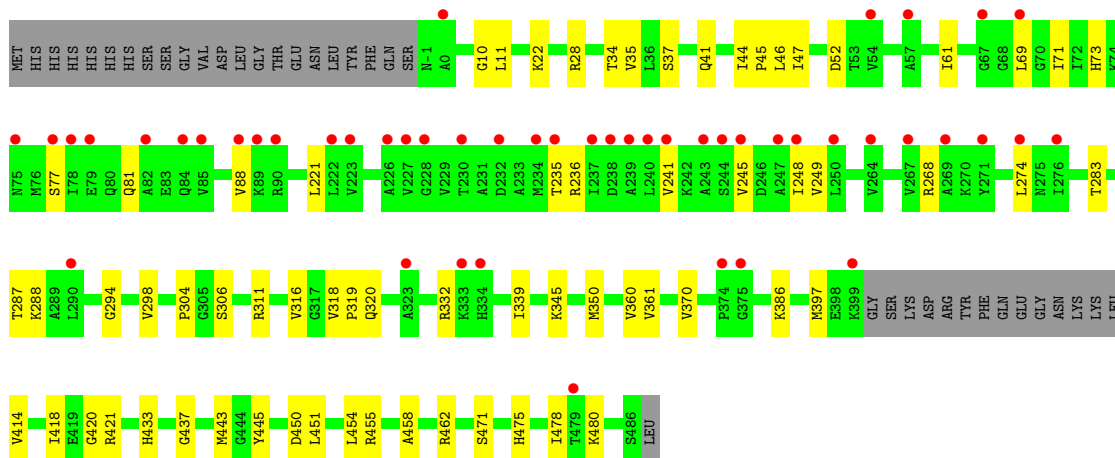 MET HIS HIS HIS HIS HIS HIS SER SER GLY VAL ASP LEU GLY THR GLU ASN LEU TYR PHE GLN SER N-1 A0 G10 L11 K22 R28 T34 V35 L36 S37 Q41 I44 P45 L46 I47 D52 T53 V54 A57 I61 G67 G68 L69 G70 I71 I72 H73 K74
N75 M76 S77 I78 E79 Q80 Q81 A82 E83 Q84 V85 V88 K89 R90 L221 L222 V223 A226 V227 G228 V229 T230 A231 D232 A233 M234 T235 R236 I237 D238 A239 L240 V241 K242 A243 S244 V245 D246 A247 I248 V249 L250 V264 V267 R268 A269 K270 Y271 L274 N275 I276 T283
T287 K288 A289 L290 G294 V298 P304 G305 S306 R311 V316 G317 V318 P319 Q320 A323 R332 K333 H334 I339 K345 M350 V360 V361 V370 P374 G375 K386 M397 E398 K399 GLY SER LYS ASP ARG TYR PHE GLN GLU GLY ASN LYS LYS LEU
V414 I418 E419 G420 R421 H433 G437 M443 G444 Y445 D450 L451 L454 R455 A458 R462 S471 H475 I478 T479 K480 S486 LEU